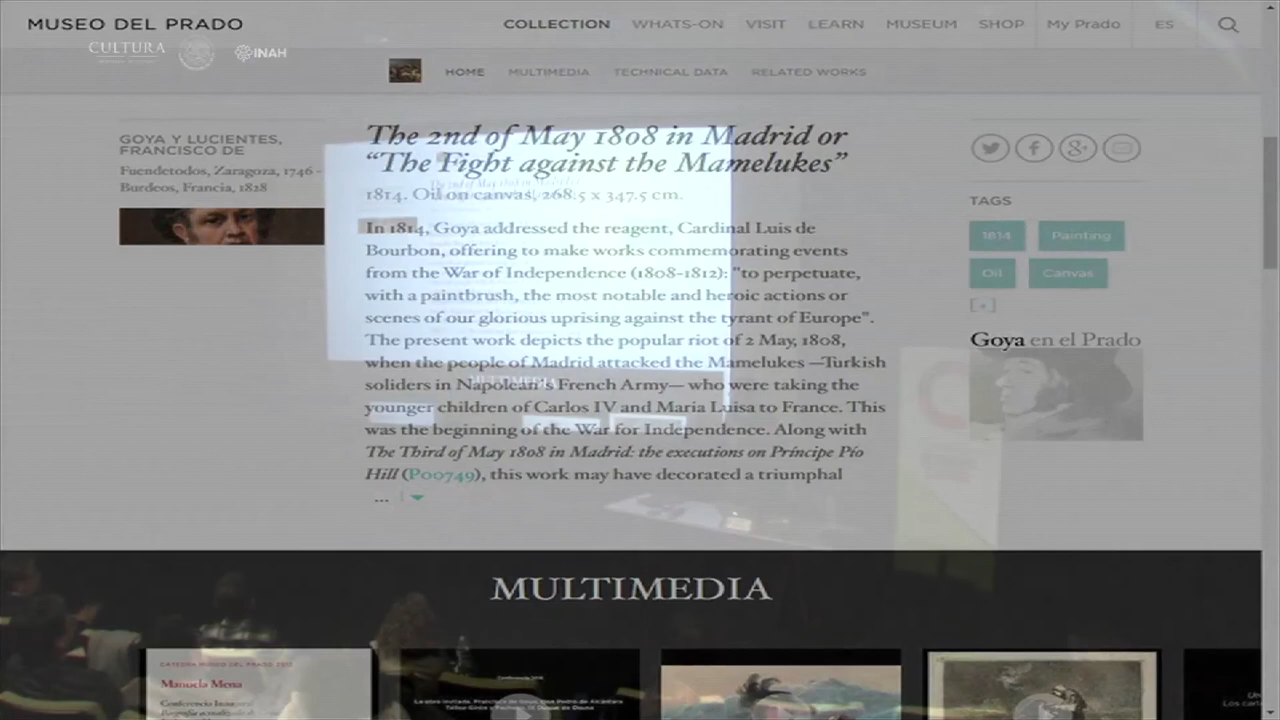 MUSEO DEL PRADO
COLLECTION WHATS-ON VISIT LEARN MUSEUM SHOP My Prado ES
CULTURA
INAH
HOME MULTIMEDIA TECHNICAL DATA RELATED WORKS
GOYA Y LUCIENTES,
FRANCISCO DE
Fuendetodos, Zaragoza, 1746 -
Burdeos, Francia, 1828
The 2nd of May 1808 in Madrid or
“The Fight against the Mamelukes”
1814. Oil on canvas, 268.5 x 347.5 cm.
In 1814, Goya addressed the reagent, Cardinal Luis de
Bourbon, offering to make works commemorating events
from the War of Independence (1808-1812): "to perpetuate,
with a paintbrush, the most notable and heroic actions or
scenes of our glorious uprising against the tyrant of Europe".
The present work depicts the popular riot of 2 May, 1808,
when the people of Madrid attacked the Mamelukes —Turkish
soliders in Napolean's French Army— who were taking the
younger children of Carlos IV and Maria Luisa to France. This
was the beginning of the War for Independence. Along with
The Third of May 1808 in Madrid: the executions on Príncipe Pío
Hill (P00749), this work may have decorated a triumphal
...
TAGS
1814 Painting
Oil Canvas
[+]
Goya en el Prado
MULTIMEDIA
CÁTEDRA MUSEO DEL PRADO
Manuela Mena
Conferencia